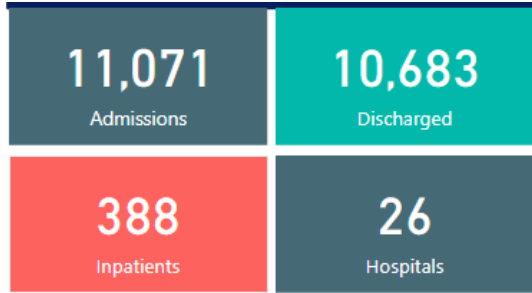 11,071
Admissions
10,683
Discharged
388
Inpatients
26
Hospitals